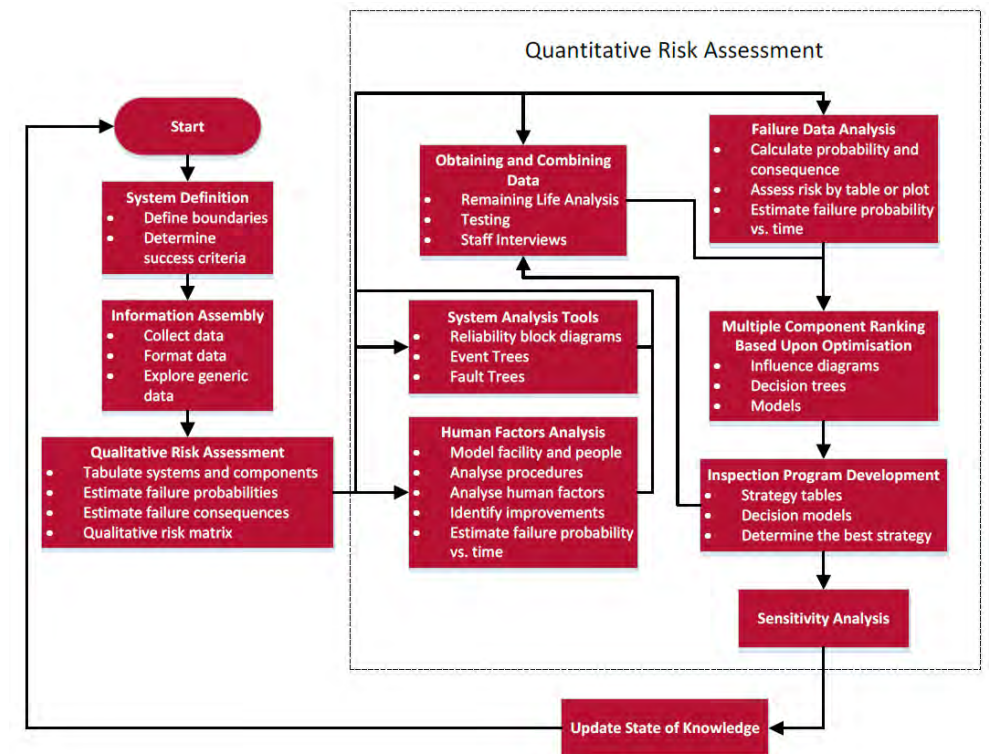 Quantitative Risk Assessment
Start
System Definition
• Define boundaries
• Determine
success criteria
Information Assembly
• Collect data
• Format data
• Explore generic
data
Qualitative Risk Assessment
• Tabulate systems and components
• Estimate failure probabilities
• Estimate failure consequences
• Qualitative risk matrix
Obtaining and Combining
Data
• Remaining Life Analysis
• Testing
• Staff Interviews
System Analysis Tools
• Reliability block diagrams
• Event Trees
• Fault Trees
Human Factors Analysis
• Model facility and people
• Analyse procedures
• Analyse human factors
• Identify improvements
• Estimate failure probability
vs. time
Failure Data Analysis
• Calculate probability and
consequence
• Assess risk by table or plot
• Estimate failure probability
vs. time
Multiple Component Ranking
Based Upon Optimisation
• Influence diagrams
• Decision trees
• Models
Inspection Program Development
• Strategy tables
• Decision models
• Determine the best strategy
Sensitivity Analysis
Update State of Knowledge